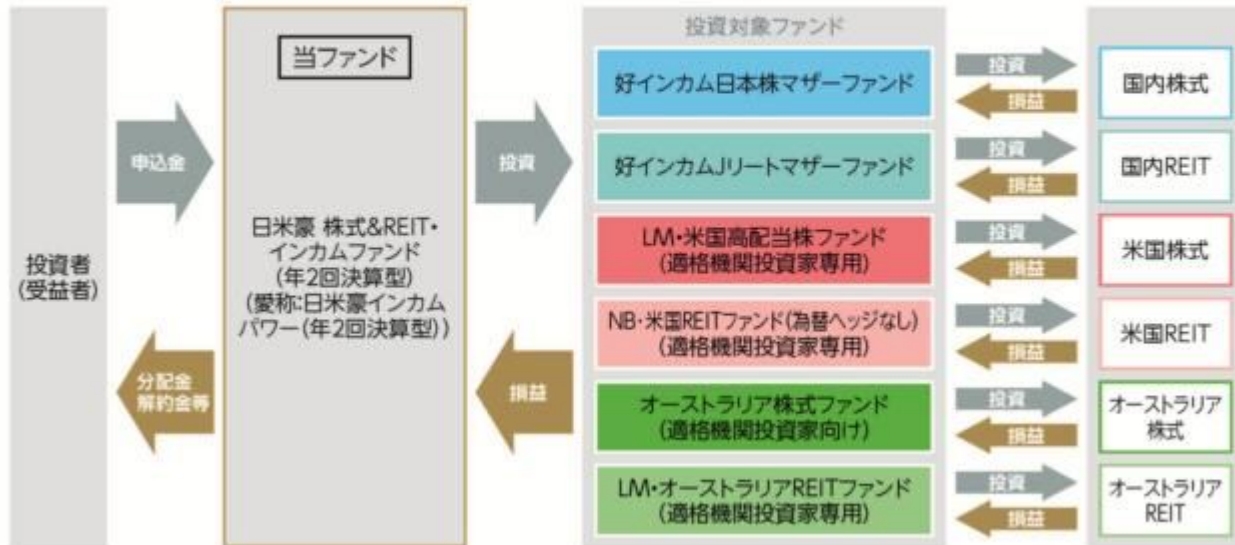 投資者
(受益者)
申込金
分配金
解約金等
当ファンド
日米豪 株式&REIT・
インカムファンド
(年2回決算型)
(愛称:日米豪インカム
パワー(年2回決算型))
投資
損益
投資対象ファンド
好インカム日本株マザーファンド
投資
損益
国内株式
好インカムJリートマザーファンド
投資
損益
国内REIT
LM・米国高配当株ファンド
(適格機関投資家専用)
投資
損益
米国株式
NB・米国REITファンド(為替ヘッジなし)
(適格機関投資家専用)
投資
損益
米国REIT
オーストラリア株式ファンド
(適格機関投資家向け)
投資
損益
オーストラリア
株式
LM・オーストラリアREITファンド
(適格機関投資家専用)
投資
損益
オーストラリア
REIT